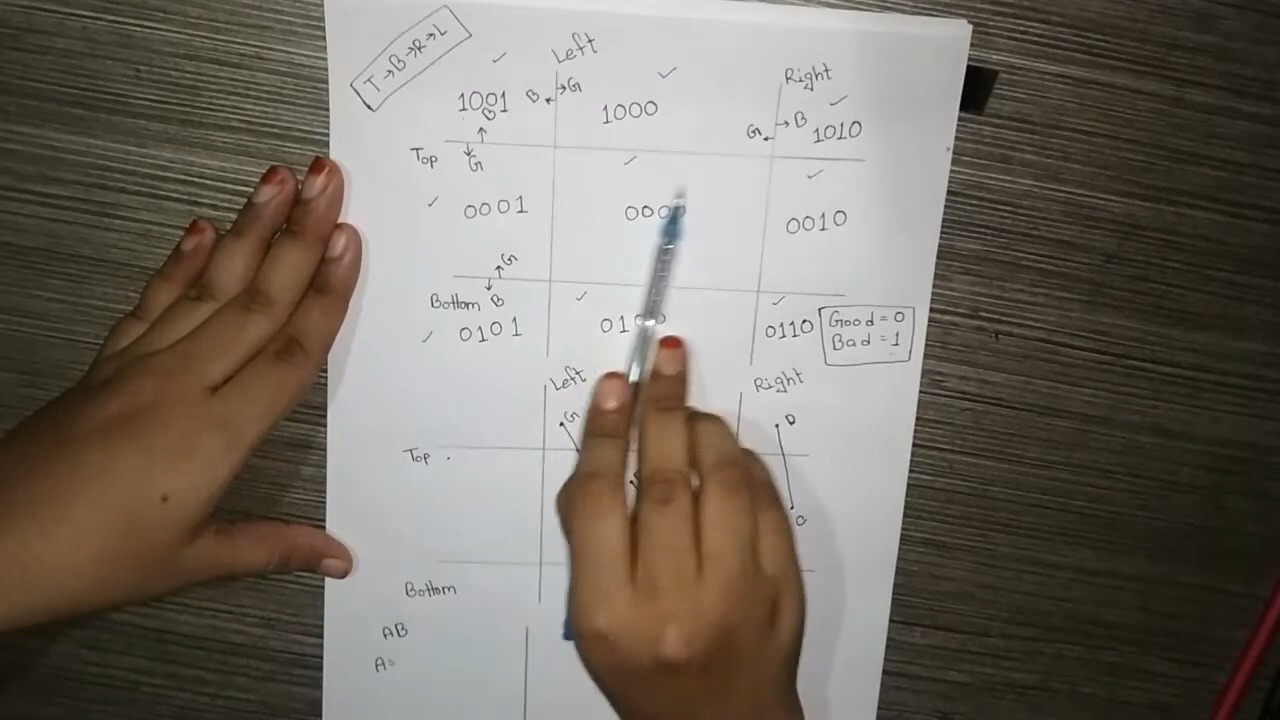 T→B→R→L
Left
Right
1001
B
G
1000
B
G
B
1010
Top
G
0001
0010
G
Bottom B
0101
0110
Good = 0
Bad = 1
Left
Right
G
D
Top
C
Bottom
AB
A=